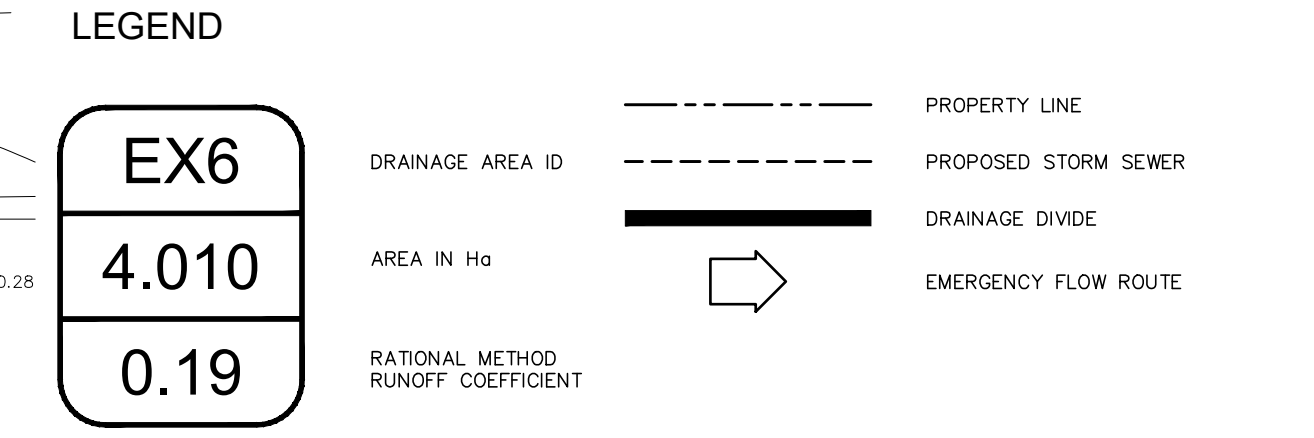 LEGEND
EX6
DRAINAGE AREA ID
4.010
AREA IN Ha
0.19
RATIONAL METHOD
RUNOFF COEFFICIENT
PROPERTY LINE
PROPOSED STORM SEWER
DRAINAGE DIVIDE
EMERGENCY FLOW ROUTE
0.28